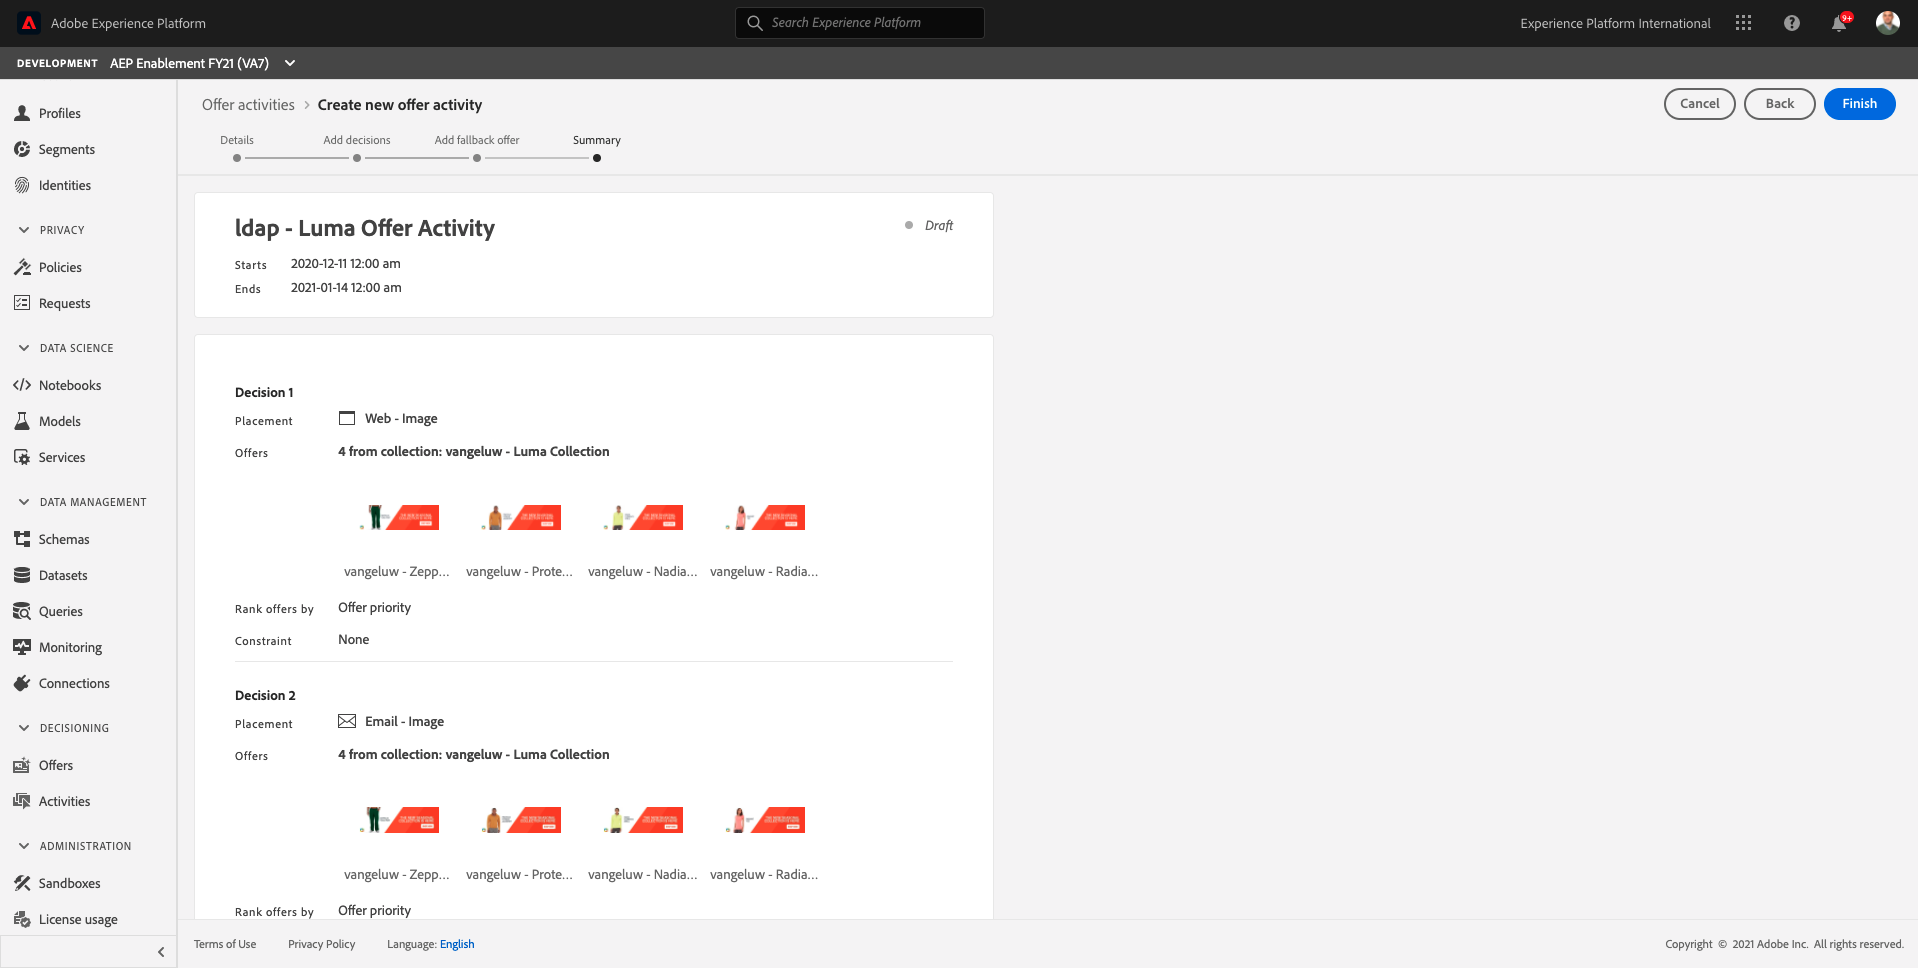 Adobe Experience Platform
Search Experience Platform
Experience Platform International
9+
DEVELOPMENT AEP Enablement FY21 (VA7)
Profiles
Segments
Identities
PRIVACY
Policies
Requests
DATA SCIENCE
Notebooks
Models
Services
DATA MANAGEMENT
Schemas
Datasets
Queries
Monitoring
Connections
DECISIONING
Offers
Activities
ADMINISTRATION
Sandboxes
License usage
Offer activities > Create new offer activity
Cancel Back Finish
Details Add decisions Add fallback offer Summary
ldap - Luma Offer Activity
Draft
Starts 2020-12-11 12:00 am
Ends 2021-01-14 12:00 am
Decision 1
Placement Web - Image
Offers 4 from collection: vangeluw - Luma Collection
vangeluw - Zepp... vangeluw - Prote... vangeluw - Nadia... vangeluw - Radia...
Rank offers by Offer priority
Constraint None
Decision 2
Placement Email - Image
Offers 4 from collection: vangeluw - Luma Collection
vangeluw - Zepp... vangeluw - Prote... vangeluw - Nadia... vangeluw - Radia...
Rank offers by Offer priority
Terms of Use Privacy Policy Language: English
Copyright © 2021 Adobe Inc. All rights reserved.